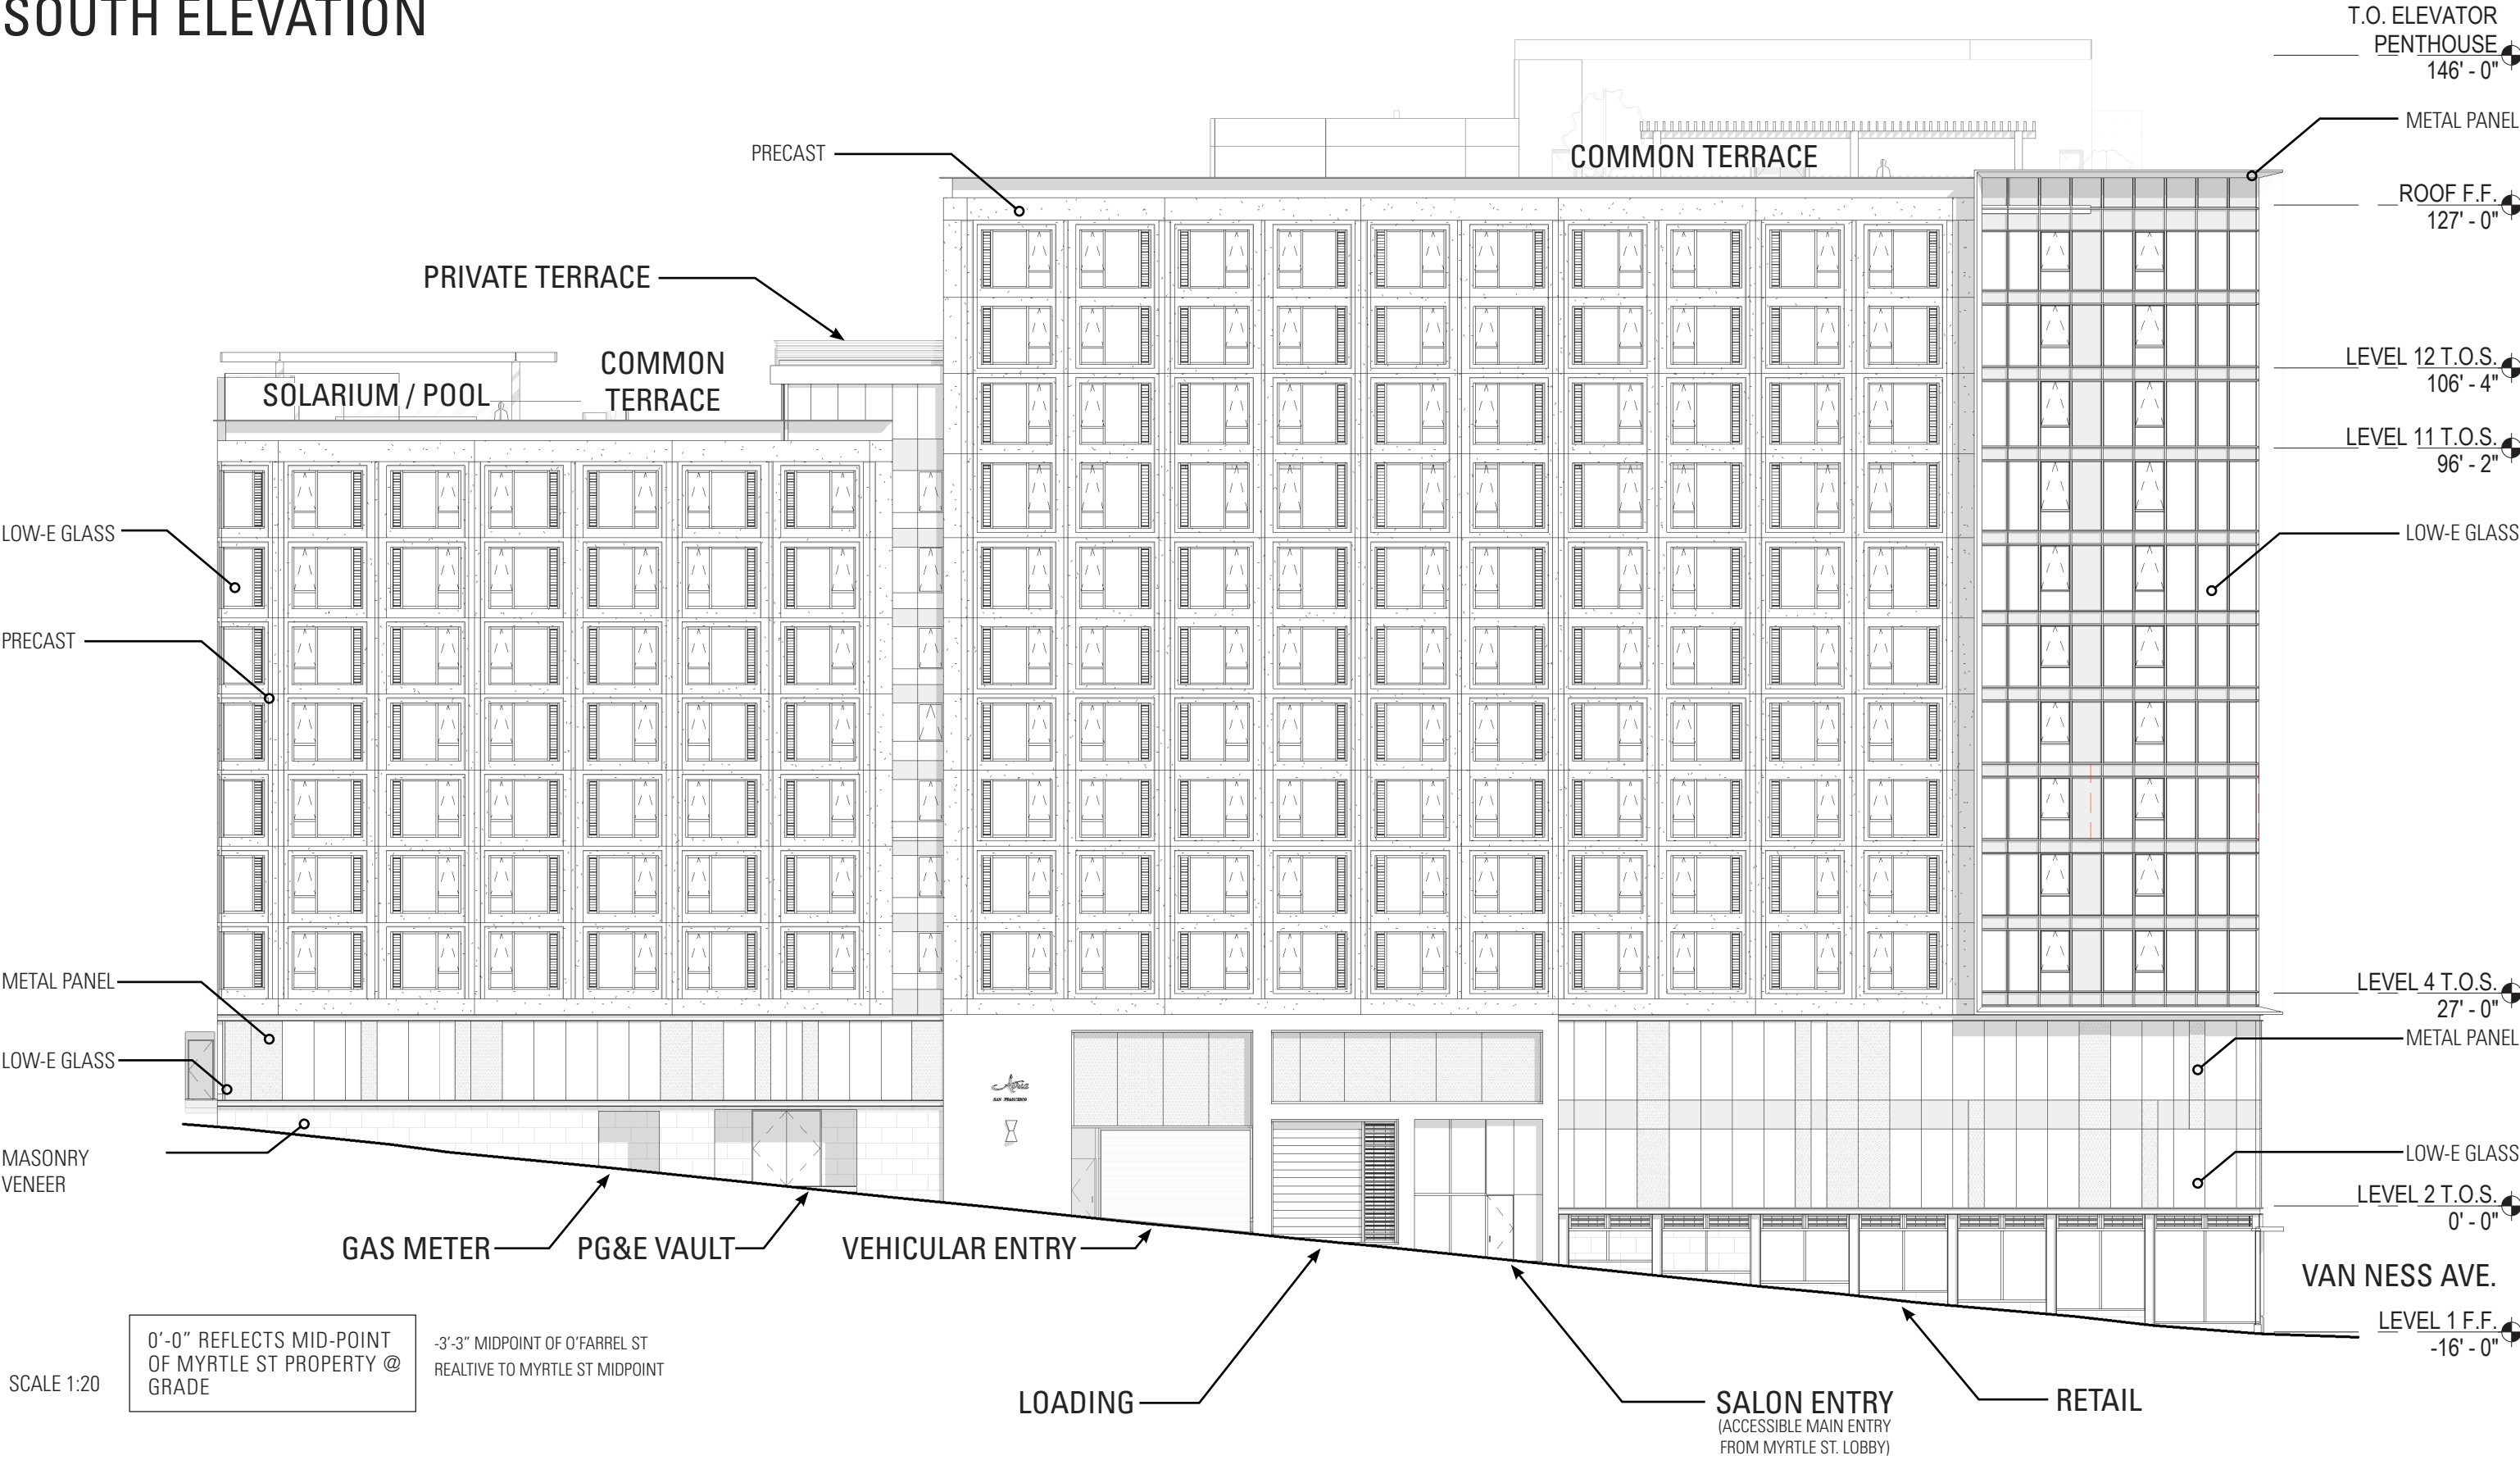 SOUTH ELEVATION
T.O. ELEVATOR
PENTHOUSE
146' - 0"
METAL PANEL
PRECAST
COMMON TERRACE
ROOF F.F.
127' - 0"
PRIVATE TERRACE
COMMON
TERRACE
SOLARIUM / POOL
LEVEL 12 T.O.S.
106' - 4"
LEVEL 11 T.O.S.
96' - 2"
LOW-E GLASS
LOW-E GLASS
PRECAST
METAL PANEL
LEVEL 4 T.O.S.
27' - 0"
METAL PANEL
LOW-E GLASS
Atria
SAN FRANCISCO
MASONRY
VENEER
LOW-E GLASS
LEVEL 2 T.O.S.
0' - 0"
GAS METER
PG&E VAULT
VEHICULAR ENTRY
VAN NESS AVE.
LEVEL 1 F.F.
-16' - 0"
0'-0" REFLECTS MID-POINT
OF MYRTLE ST PROPERTY @
GRADE
-3'-3" MIDPOINT OF O'FARREL ST
REALTIVE TO MYRTLE ST MIDPOINT
SCALE 1:20
LOADING
SALON ENTRY
(ACCESSIBLE MAIN ENTRY
FROM MYRTLE ST. LOBBY)
RETAIL